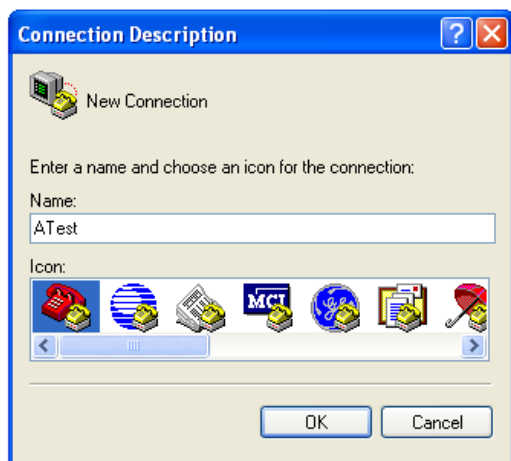 Connection Description
New Connection
Enter a name and choose an icon for the connection:
Name:
ATest
Icon:
MCI
OK
Cancel